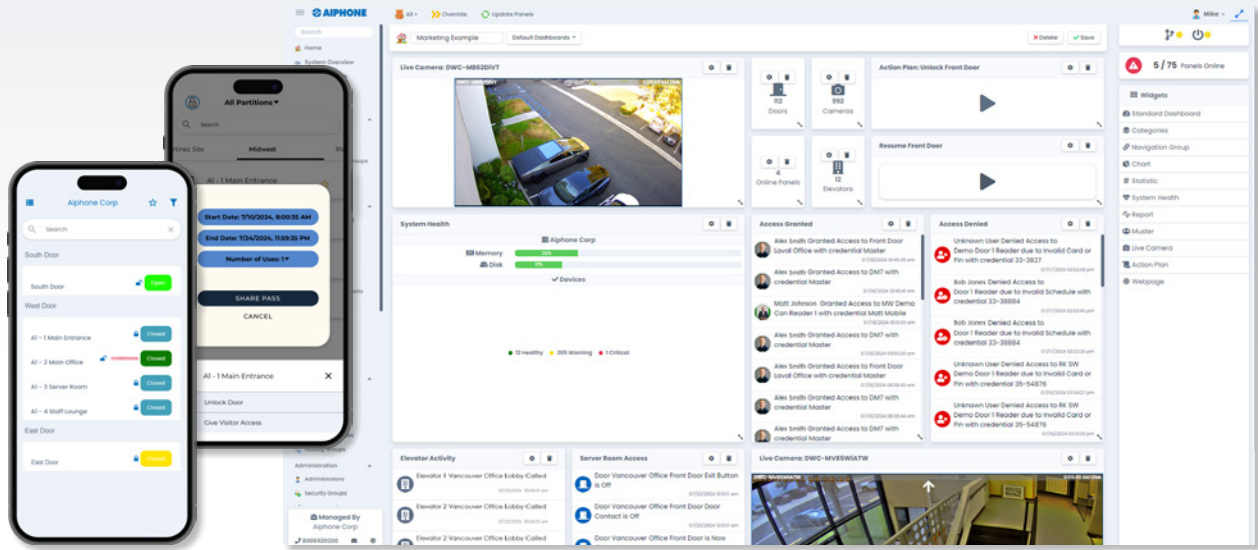 AIPHONE
Search
Home
System Overview
Managed By
Aiphone Corp
8006920200
Administration
Administrators
Security Groups
All
Override
Update Panels
Mike
Marketing Example
Default Dashboards
Delete
Save
Live Camera: DWC-MB62DiVT
112
Doors
992
Cameras
4
Online Panels
12
Elevators
Action Plan: Unlock Front Door
Resume Front Door
System Health
Aiphone Corp
Memory
Disk
Devices
12 Healthy
265 Warning
1 Critical
Access Granted
Alex Smith Granted Access to Front Door
Laval Office with credential Master
Alex Smith Granted Access to DM7 with
credential Master
Matt Johnson Granted Access to MW Demo
Can Reader 1 with credential Matt Mobile
Alex Smith Granted Access to DM7 with
credential Master
Alex Smith Granted Access to Front Door
Laval Office with credential Master
Alex Smith Granted Access to DM7 with
credential Master
Alex Smith Granted Access to DM7 with
credential Master
Access Denied
Unknown User Denied Access to
Demo Door 1 Reader due to Invalid Card or
Pin with credential 33-3827
Bob Jones Denied Access to
Door 1 Reader due to Invalid Schedule with
credential 33-38884
Bob Jones Denied Access to
Door 1 Reader due to Invalid Schedule with
credential 33-38884
Unknown User Denied Access to RK SW
Demo Door 1 Reader due to Invalid Card or
Pin with credential 35-54876
Unknown User Denied Access to RK SW
Demo Door 1 Reader due to Invalid Card or
Pin with credential 35-54876
Elevator Activity
Elevator 1 Vancouver Office Lobby Called
Elevator 2 Vancouver Office Lobby Called
Elevator 2 Vancouver Office Lobby Called
Server Room Access
Door Vancouver Office Front Door Exit Button
is Off
Door Vancouver Office Front Door Door
Contact is Off
Door Vancouver Office Front Door is Now
Live Camera: DWC-MV85WiATW
5 / 75 Panels Online
Widgets
Standard Dashboard
Categories
Navigation Group
Chart
Statistic
System Health
Report
Muster
Live Camera
Action Plan
Webpage
All Partitions
Search
Midwest
A1 - 1 Main Entrance
Start Date: 7/10/2024, 8:00:35 AM
End Date: 7/24/2024, 11:59:35 PM
Number of Uses: 1
SHARE PASS
CANCEL
A1 - 1 Main Entrance
Unlock Door
Give Visitor Access
Aiphone Corp
Search
South Door
South Door
Open
West Door
A1 - 1 Main Entrance
Closed
A1 - 2 Main Office
Closed
A1 - 3 Server Room
Closed
A1 - 4 Staff Lounge
Closed
East Door
East Door
Closed